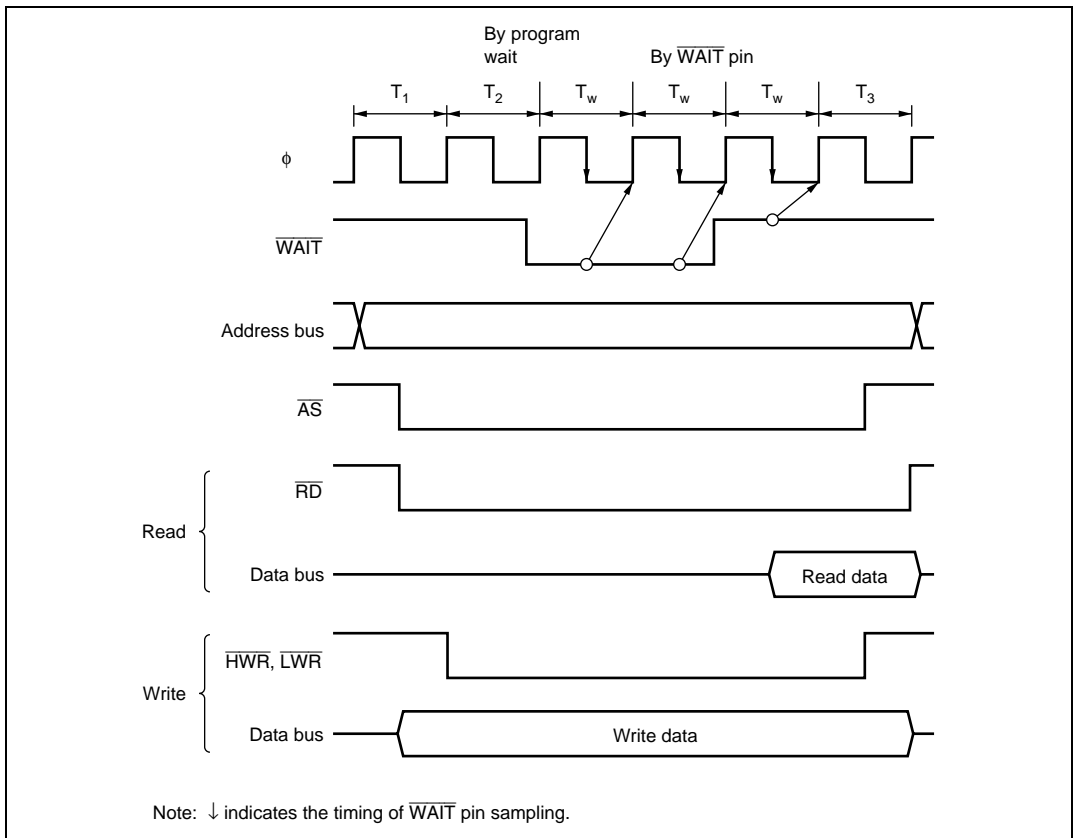 By program
wait
By WAIT pin
T1 T2 Tw Tw Tw T3
ϕ
WAIT
Address bus
AS
RD
Read
Data bus
Read data
HWR, LWR
Write
Data bus
Write data
Note: ↓ indicates the timing of WAIT pin sampling.